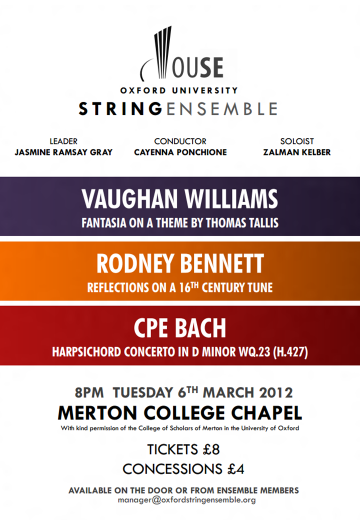 OUSE
OXFORD UNIVERSITY
STRINGENSEMBLE
LEADER
JASMINE RAMSAY GRAY
CONDUCTOR
CAYENNA PONCHIONE
SOLOIST
ZALMAN KELBER
VAUGHAN WILLIAMS
FANTASIA ON A THEME BY THOMAS TALLIS
RODNEY BENNETT
REFLECTIONS ON A 16TH CENTURY TUNE
CPE BACH
HARPSICHORD CONCERTO IN D MINOR WQ.23 (H.427)
8PM TUESDAY 6TH MARCH 2012
MERTON COLLEGE CHAPEL
With kind permission of the College of Scholars of Merton in the University of Oxford
TICKETS £8
CONCESSIONS £4
AVAILABLE ON THE DOOR OR FROM ENSEMBLE MEMBERS
manager@oxfordstringensemble.org